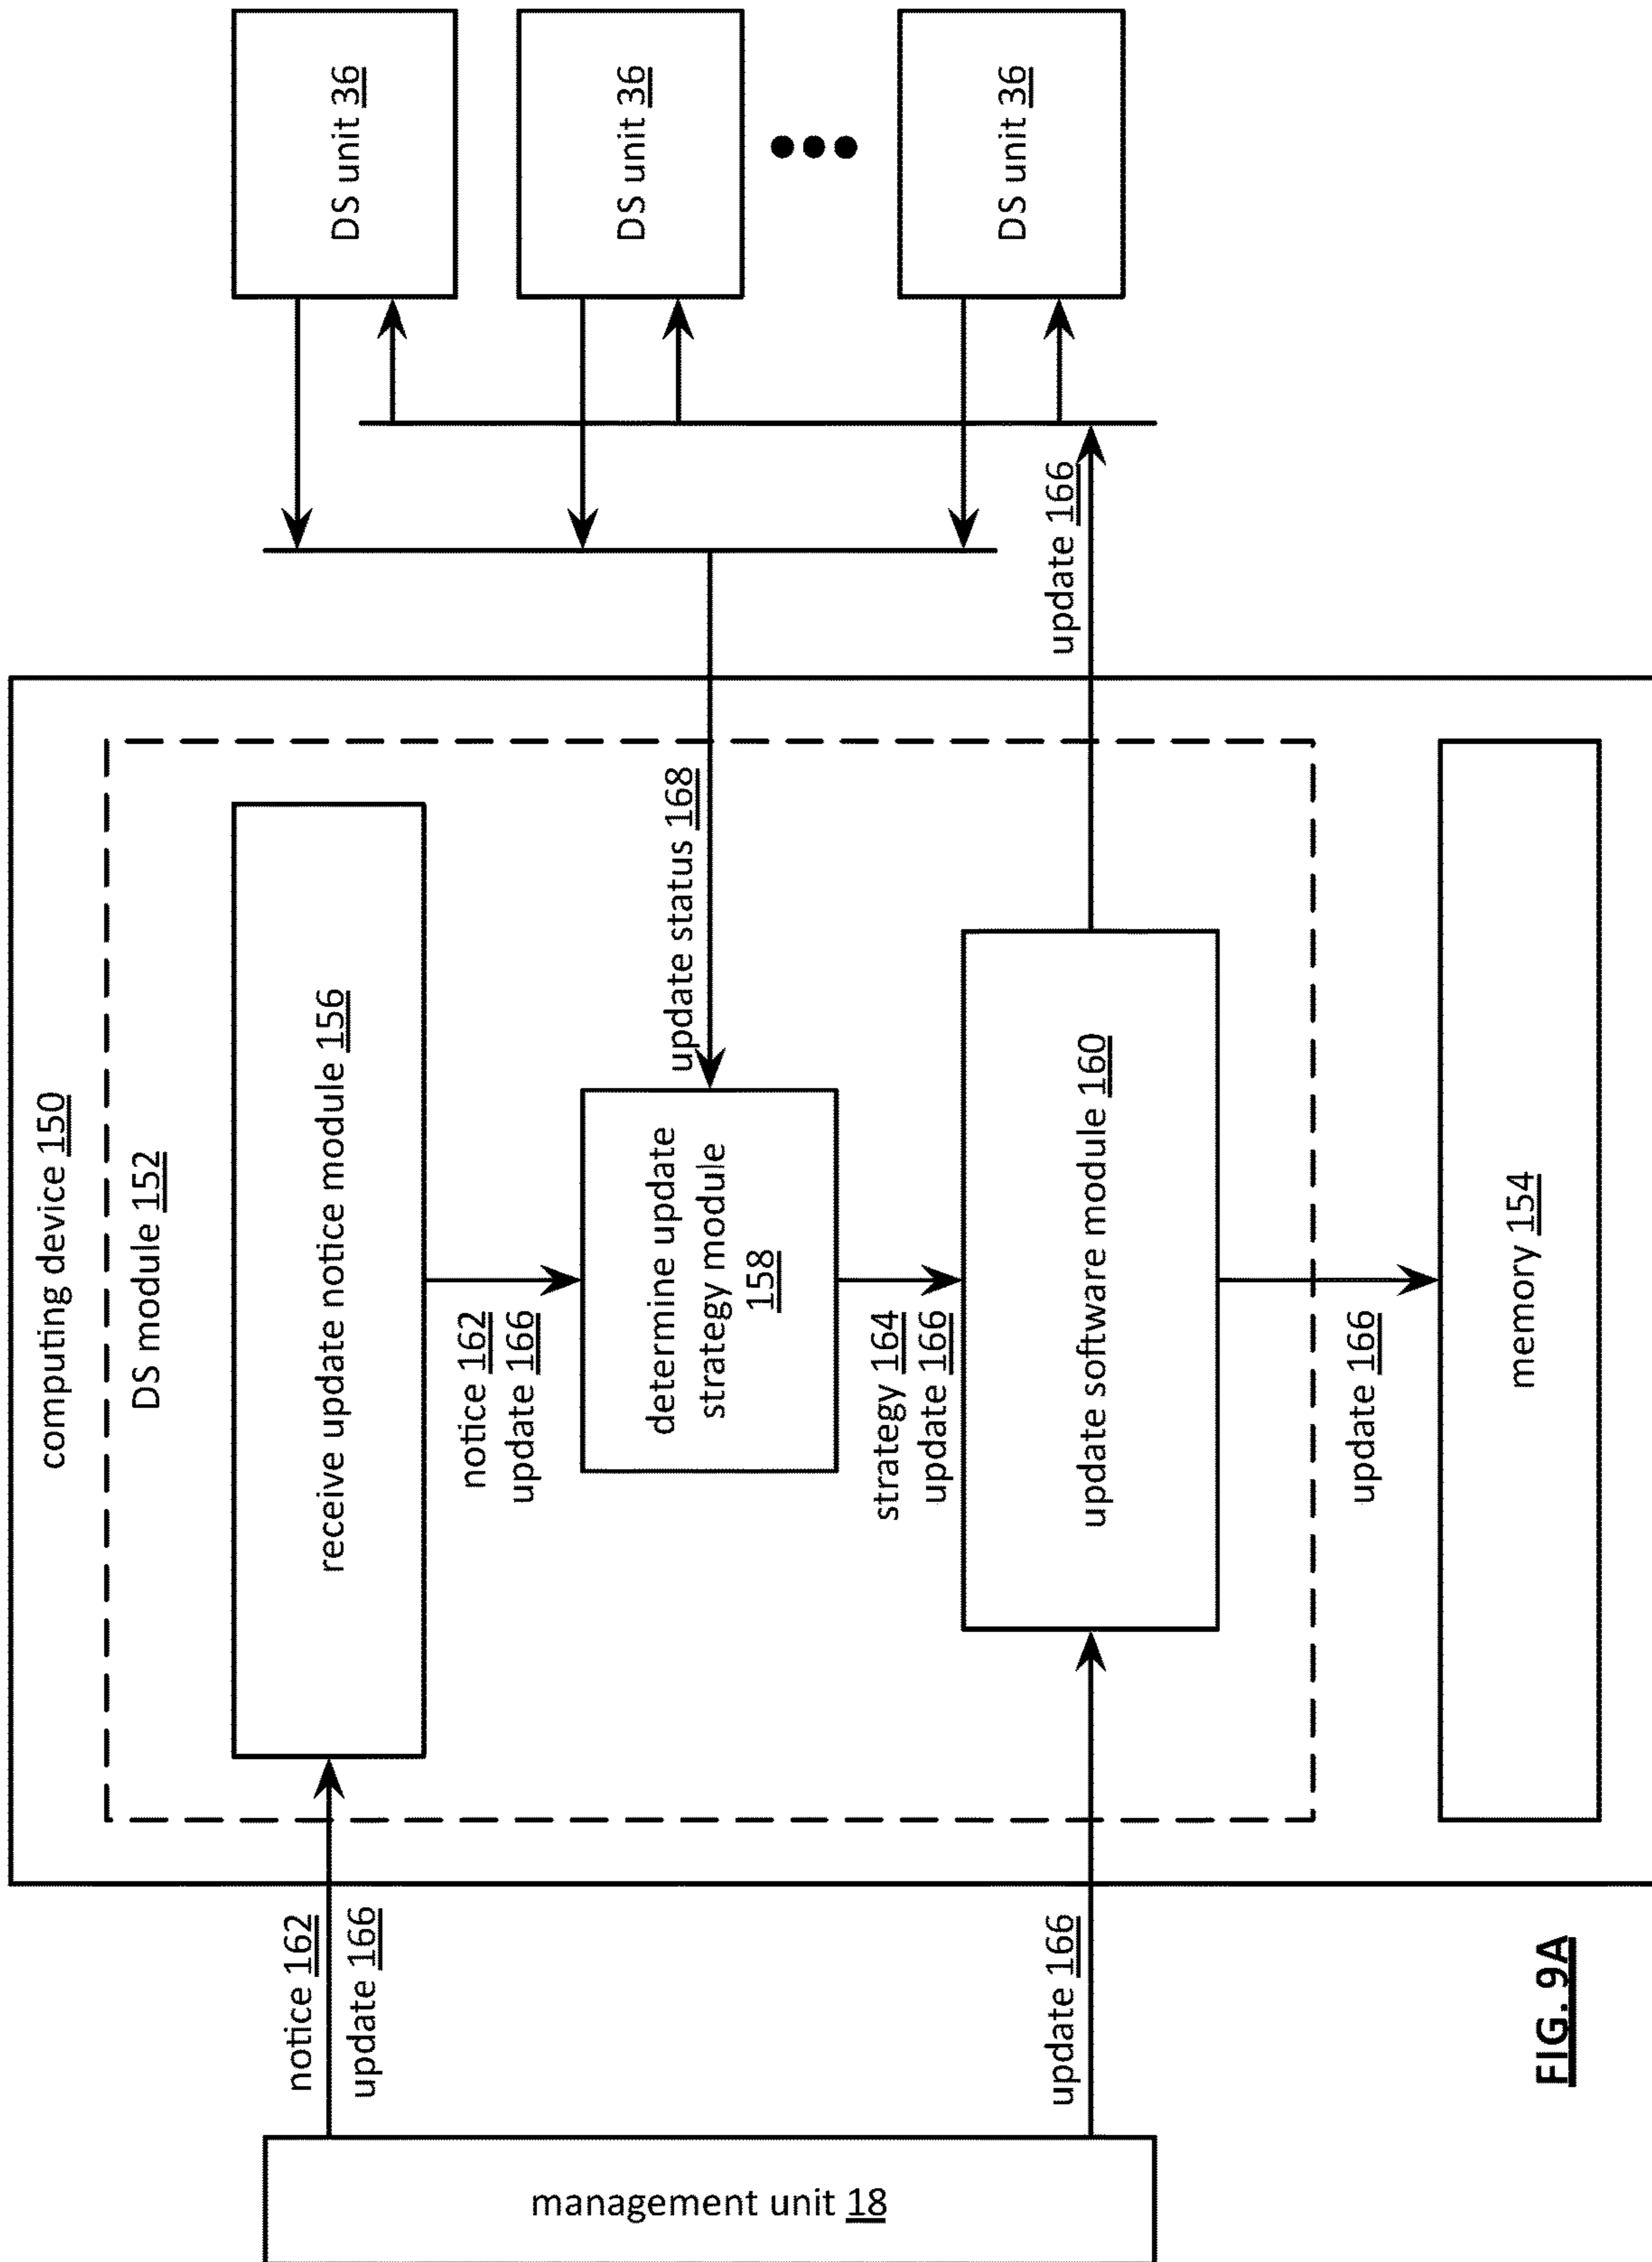 computing device 150
DS module 152
notice 162
update 166
receive update notice module 156
DS unit 36
notice 162
update 166
update status 168
determine update
strategy module
158
DS unit 36
management unit 18
strategy 164
update 166
update 166
update software module 160
update 166
DS unit 36
update 166
memory 154
FIG. 9A